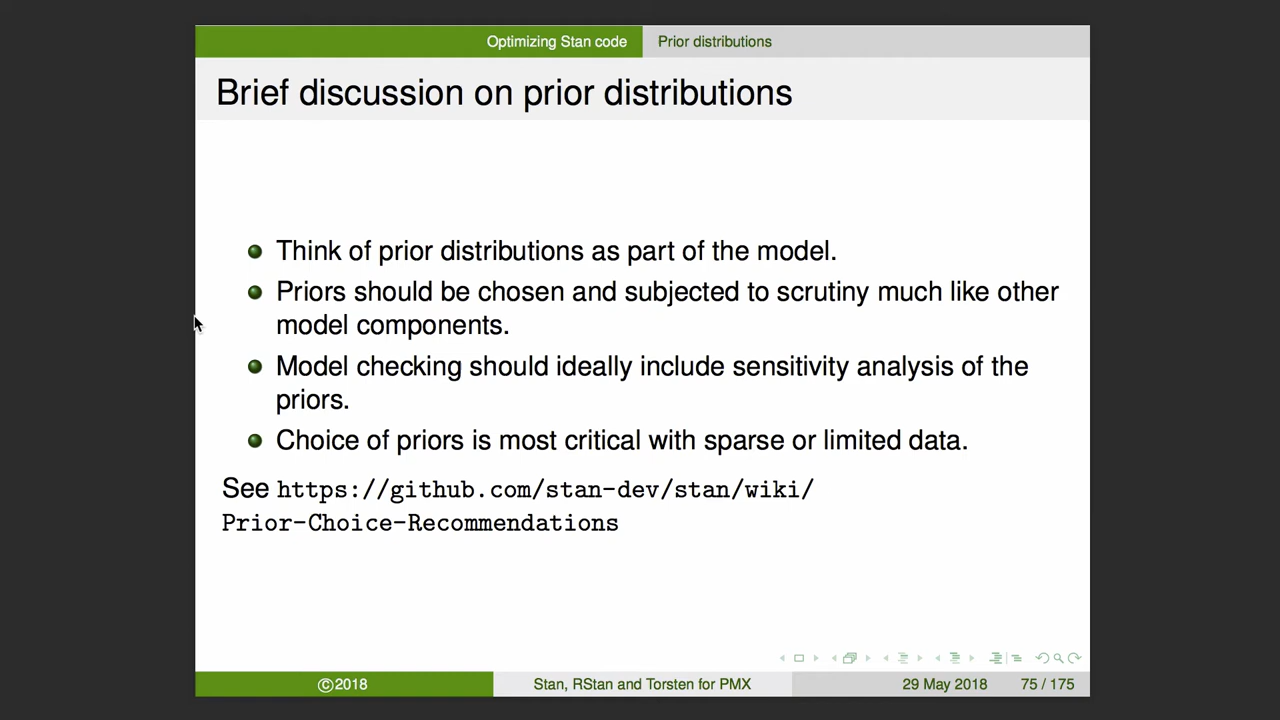 Optimizing Stan code Prior distributions
Brief discussion on prior distributions
Think of prior distributions as part of the model.
Priors should be chosen and subjected to scrutiny much like other
model components.
Model checking should ideally include sensitivity analysis of the
priors.
Choice of priors is most critical with sparse or limited data.
See https://github.com/stan-dev/stan/wiki/
Prior-Choice-Recommendations
©2018 Stan, RStan and Torsten for PMX 29 May 2018 75 / 175